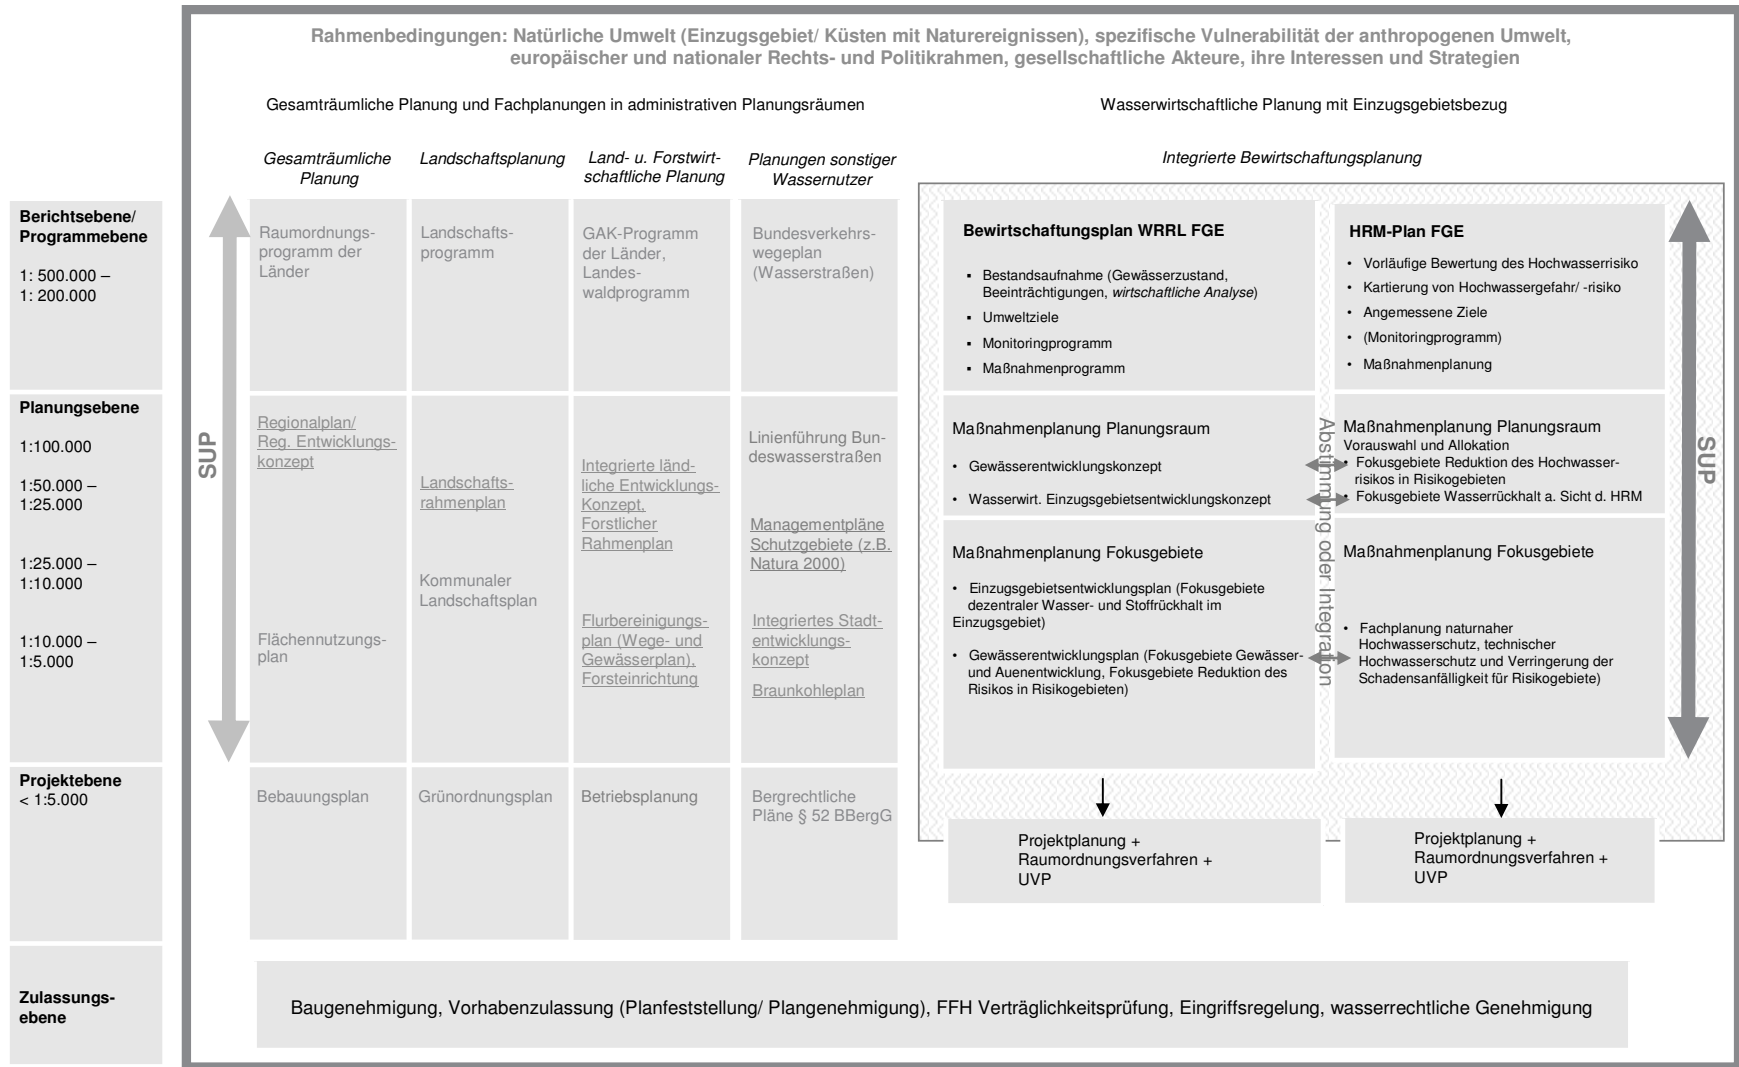 Rahmenbedingungen: Natürliche Umwelt (Einzugsgebiet/ Küsten mit Naturereignissen), spezifische Vulnerabilität der anthropogenen Umwelt,
europäischer und nationaler Rechts- und Politikrahmen, gesellschaftliche Akteure, ihre Interessen und Strategien
Gesamträumliche Planung und Fachplanungen in administrativen Planungsräumen
Wasserwirtschaftliche Planung mit Einzugsgebietsbezug
Gesamträumliche
Planung
Landschaftsplanung
Land- u. Forstwirt-
schaftliche Planung
Planungen sonstiger
Wassernutzer
Integrierte Bewirtschaftungsplanung
Berichtsebene/
Programmebene
1: 500.000 –
1: 200.000
Raumordnungs-
programm der
Länder
Landschafts-
programm
GAK-Programm
der Länder,
Landes-
waldprogramm
Bundesverkehrs-
wegeplan
(Wasserstraßen)
Bewirtschaftungsplan WRRL FGE
▪ Bestandsaufnahme (Gewässerzustand,
Beeinträchtigungen, wirtschaftliche Analyse)
▪ Umweltziele
▪ Monitoringprogramm
▪ Maßnahmenprogramm
HRM-Plan FGE
• Vorläufige Bewertung des Hochwasserrisiko
• Kartierung von Hochwassergefahr/ -risiko
• Angemessene Ziele
• (Monitoringprogramm)
• Maßnahmenplanung
Planungsebene
1:100.000
1:50.000 –
1:25.000
1:25.000 –
1:10.000
1:10.000 –
1:5.000
SUP
Regionalplan/
Reg. Entwicklungs-
konzept
Flächennutzungs-
plan
Landschafts-
rahmenplan
Kommunaler
Landschaftsplan
Integrierte länd-
liche Entwicklungs-
Konzept,
Forstlicher
Rahmenplan
Flurbereinigungs-
plan (Wege- und
Gewässerplan),
Forsteinrichtung
Linienführung Bun-
deswasserstraßen
Managementpläne
Schutzgebiete (z.B.
Natura 2000)
Integriertes Stadt-
entwicklungs-
konzept
Braunkohleplan
Maßnahmenplanung Planungsraum
• Gewässerentwicklungskonzept
• Wasserwirt. Einzugsgebietsentwicklungskonzept
Abstimmung oder Integration
Maßnahmenplanung Planungsraum
Vorauswahl und Allokation
• Fokusgebiete Reduktion des Hochwasser-
risikos in Risikogebieten
• Fokusgebiete Wasserrückhalt a. Sicht d. HRM
SUP
Maßnahmenplanung Fokusgebiete
• Einzugsgebietsentwicklungsplan (Fokusgebiete
dezentraler Wasser- und Stoffrückhalt im
Einzugsgebiet)
• Gewässerentwicklungsplan (Fokusgebiete Gewässer-
und Auenentwicklung, Fokusgebiete Reduktion des
Risikos in Risikogebieten)
Maßnahmenplanung Fokusgebiete
• Fachplanung naturnaher
Hochwasserschutz, technischer
Hochwasserschutz und Verringerung der
Schadensanfälligkeit für Risikogebiete)
Projektebene
< 1:5.000
Bebauungsplan
Grünordnungsplan
Betriebsplanung
Bergrechtliche
Pläne § 52 BBergG
Projektplanung +
Raumordnungsverfahren +
UVP
Projektplanung +
Raumordnungsverfahren +
UVP
Zulassungs-
ebene
Baugenehmigung, Vorhabenzulassung (Planfeststellung/ Plangenehmigung), FFH Verträglichkeitsprüfung, Eingriffsregelung, wasserrechtliche Genehmigung